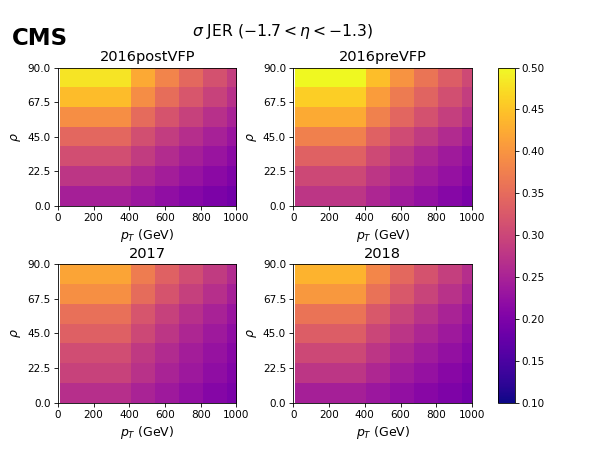 CMS
σ JER (−1.7 < η < −1.3)
2016postVFP
2016preVFP
90.0
67.5
45.0
22.5
0.0
ρ
0 200 400 600 800 1000
p_T (GeV)
90.0
67.5
45.0
22.5
0.0
ρ
0 200 400 600 800 1000
p_T (GeV)
2017
2018
90.0
67.5
45.0
22.5
0.0
ρ
0 200 400 600 800 1000
p_T (GeV)
90.0
67.5
45.0
22.5
0.0
ρ
0 200 400 600 800 1000
p_T (GeV)
0.50
0.45
0.40
0.35
0.30
0.25
0.20
0.15
0.10